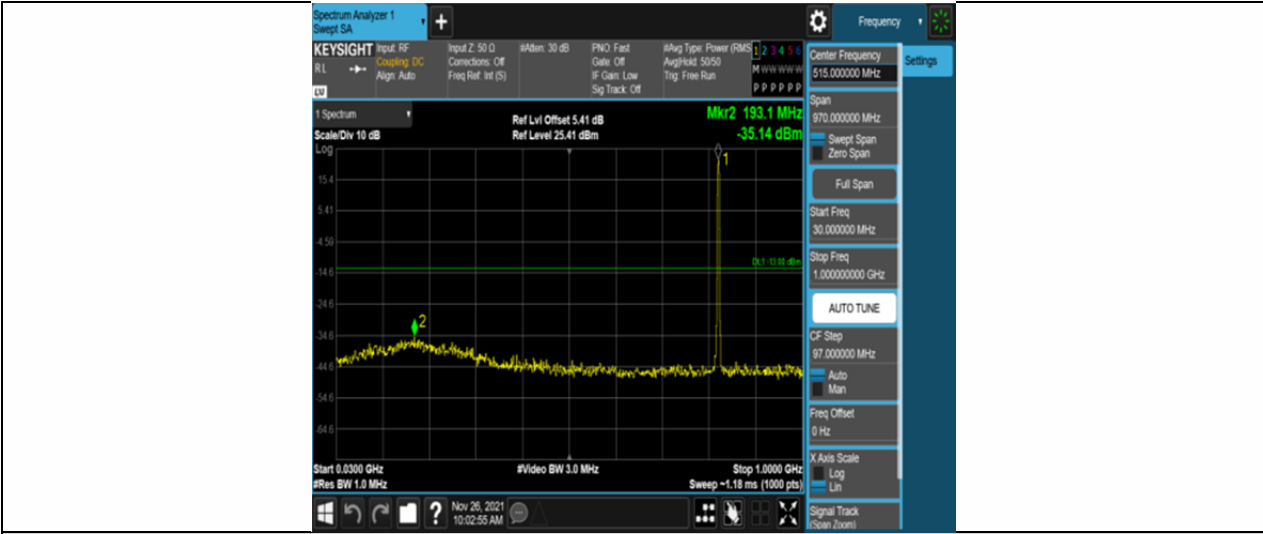 Spectrum Analyzer 1
Swept SA
Frequency
KEYSIGHT
Input: RF
Coupling: DC
Align: Auto
RL
LV
Input Z: 50 Ω
Corrections: Off
Freq Ref: Int (S)
#Atten: 30 dB
PNO: Fast
Gate: Off
IF Gain: Low
Sig Track: Off
#Avg Type: Power (RMS
Avg|Hold: 50/50
Trig: Free Run
1 2 3 4 5 6
M W W W W W
P P P P P P
1 Spectrum
Scale/Div 10 dB
Log
Ref Lvl Offset 5.41 dB
Ref Level 25.41 dBm
Mkr2 193.1 MHz
-35.14 dBm
15.4
5.41
-4.59
-14.6
-24.6
-34.6
-44.6
-54.6
-64.6
1
2
DL1 -13.00 dBm
Start 0.0300 GHz
#Res BW 1.0 MHz
#Video BW 3.0 MHz
Stop 1.0000 GHz
Sweep ~1.18 ms (1000 pts)
Nov 26, 2021
10:02:55 AM
Settings
Center Frequency
515.000000 MHz
Span
970.000000 MHz
Swept Span
Zero Span
Full Span
Start Freq
30.000000 MHz
Stop Freq
1.000000000 GHz
AUTO TUNE
CF Step
97.000000 MHz
Auto
Man
Freq Offset
0 Hz
X Axis Scale
Log
Lin
Signal Track
(Span Zoom)